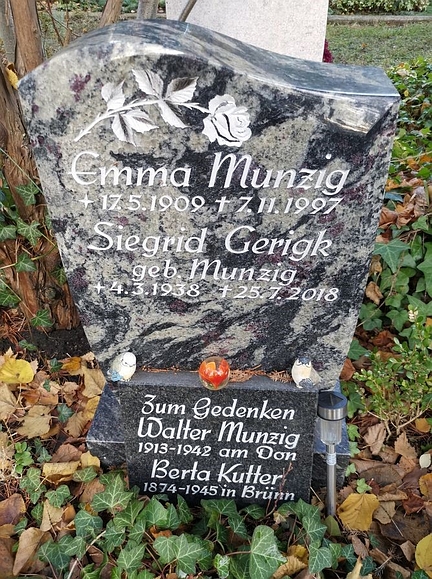 Emma Munzig
+ 17.5.1909 † 7.11.1997
Siegrid Gerigk
geb. Munzig
+ 4.3.1938 † 25.7.2018
Zum Gedenken
Walter Munzig
1913-1942 am Don
Berta Kutter
1874-1945 in Brünn